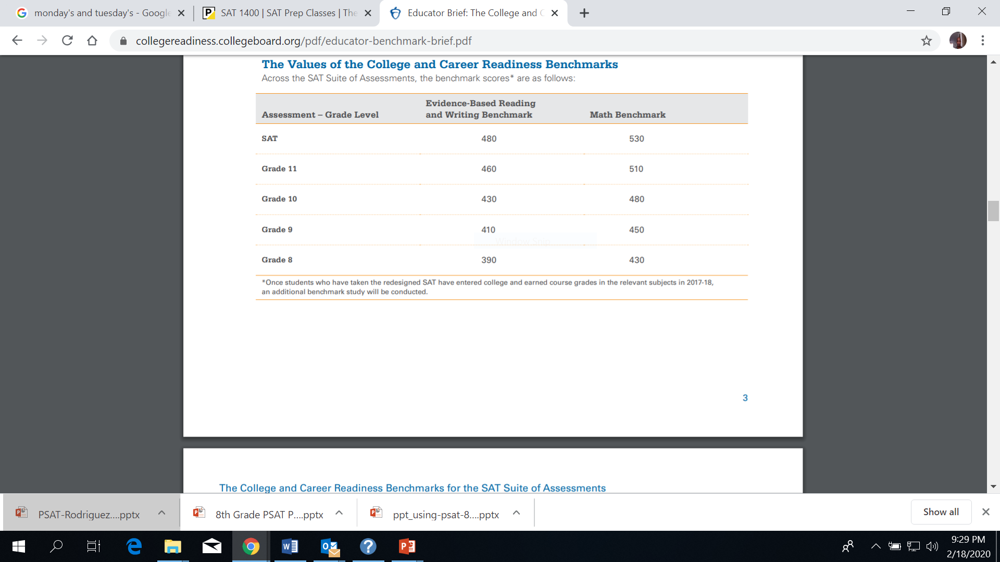 monday's and tuesday's - Google
SAT 1400 | SAT Prep Classes | The
Educator Brief: The College and C
collegereadiness.collegeboard.org/pdf/educator-benchmark-brief.pdf
The Values of the College and Career Readiness Benchmarks
Across the SAT Suite of Assessments, the benchmark scores* are as follows:
Assessment – Grade Level
Evidence-Based Reading
and Writing Benchmark
Math Benchmark
SAT 480 530
Grade 11 460 510
Grade 10 430 480
Grade 9 410 450
Window Snip
Grade 8 390 430
*Once students who have taken the redesigned SAT have entered college and earned course grades in the relevant subjects in 2017-18,
an additional benchmark study will be conducted.
3
The College and Career Readiness Benchmarks for the SAT Suite of Assessments
PSAT-Rodriguez....pptx
8th Grade PSAT P....pptx
ppt_using-psat-8....pptx
Show all
9:29 PM
2/18/2020